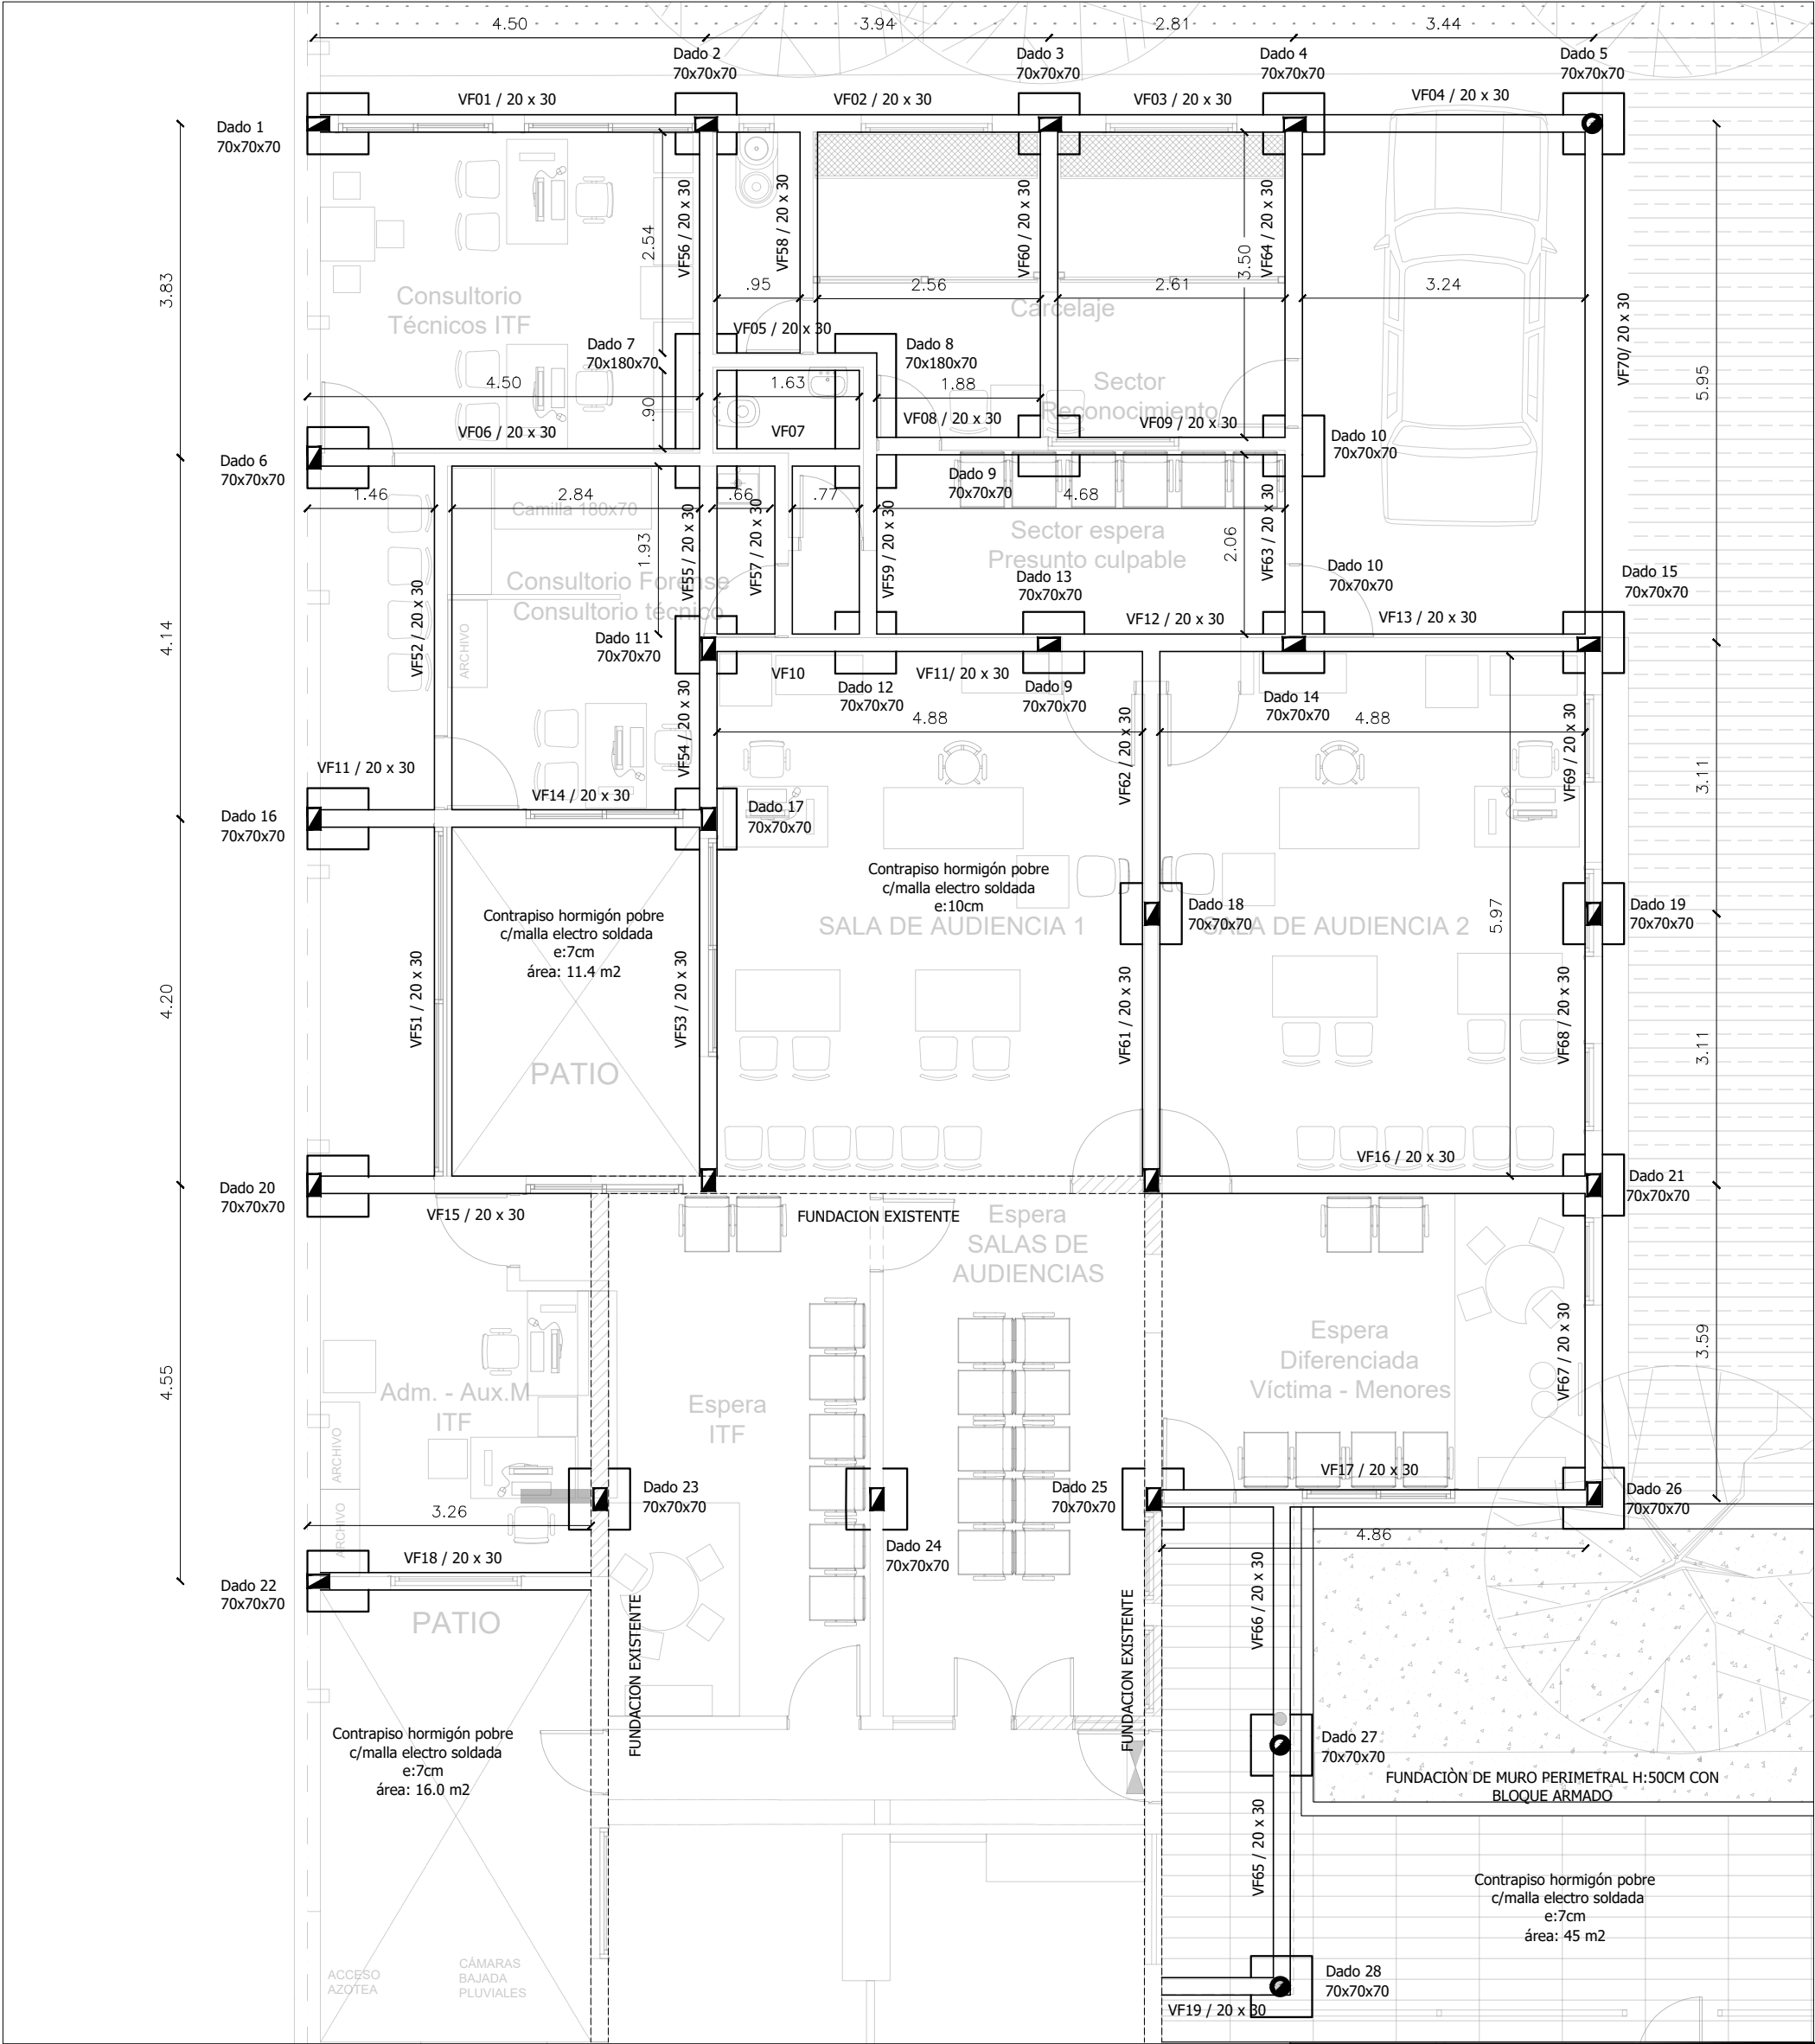 4.50
3.94
2.81
3.44
Dado 2
70x70x70
Dado 3
70x70x70
Dado 4
70x70x70
Dado 5
70x70x70
VF01 / 20 x 30
VF02 / 20 x 30
VF03 / 20 x 30
VF04 / 20 x 30
Dado 1
70x70x70
3.83
2.54
VF56 / 20 x 30
VF58 / 20 x 30
VF60 / 20 x 30
3.50
VF64 / 20 x 30
Consultorio
Técnicos ITF
.95
2.56
2.61
3.24
Carcelaje
VF70/ 20 x 30
5.95
VF05 / 20 x 30
Dado 7
70x180x70
Dado 8
70x180x70
4.50
1.63
1.88
Sector
Reconocimiento
.90
VF06 / 20 x 30
VF07
VF08 / 20 x 30
VF09 / 20 x 30
Dado 10
70x70x70
Dado 6
70x70x70
Dado 9
70x70x70
1.46
2.84
.66
.77
4.68
Camilla 180x70
1.93
VF55 / 20 x 30
VF57 / 20 x 30
VF59 / 20 x 30
Sector espera
Presunto culpable
2.06
VF63 / 20 x 30
Consultorio Forense
Consultorio técnico
Dado 13
70x70x70
Dado 10
70x70x70
Dado 15
70x70x70
4.14
VF52 / 20 x 30
ARCHIVO
Dado 11
70x70x70
VF12 / 20 x 30
VF13 / 20 x 30
VF10
Dado 12
70x70x70
VF11/ 20 x 30
Dado 9
70x70x70
Dado 14
70x70x70
VF54 / 20 x 30
4.88
VF62 / 20 x 30
4.88
VF69 / 20 x 30
3.11
VF11 / 20 x 30
VF14 / 20 x 30
Dado 16
70x70x70
Dado 17
70x70x70
Contrapiso hormigón pobre
c/malla electro soldada
e:10cm
SALA DE AUDIENCIA 1
Dado 18
70x70x70
SALA DE AUDIENCIA 2
5.97
Dado 19
70x70x70
Contrapiso hormigón pobre
c/malla electro soldada
e:7cm
área: 11.4 m2
4.20
VF51 / 20 x 30
VF53 / 20 x 30
VF61 / 20 x 30
VF68 / 20 x 30
3.11
PATIO
VF16 / 20 x 30
Dado 20
70x70x70
Dado 21
70x70x70
VF15 / 20 x 30
FUNDACION EXISTENTE
Espera
SALAS DE
AUDIENCIAS
4.55
Adm. - Aux.M
ITF
Espera
ITF
Espera
Diferenciada
Víctima - Menores
VF67 / 20 x 30
3.59
ARCHIVO
ARCHIVO
Dado 23
70x70x70
Dado 25
70x70x70
VF17 / 20 x 30
Dado 26
70x70x70
3.26
Dado 24
70x70x70
4.86
VF18 / 20 x 30
Dado 22
70x70x70
PATIO
FUNDACION EXISTENTE
FUNDACION EXISTENTE
VF66 / 20 x 30
Contrapiso hormigón pobre
c/malla electro soldada
e:7cm
área: 16.0 m2
Dado 27
70x70x70
FUNDACIÒN DE MURO PERIMETRAL H:50CM CON
BLOQUE ARMADO
VF65 / 20 x 30
Contrapiso hormigón pobre
c/malla electro soldada
e:7cm
área: 45 m2
ACCESO
AZOTEA
CÁMARAS
BAJADA
PLUVIALES
Dado 28
70x70x70
VF19 / 20 x 30